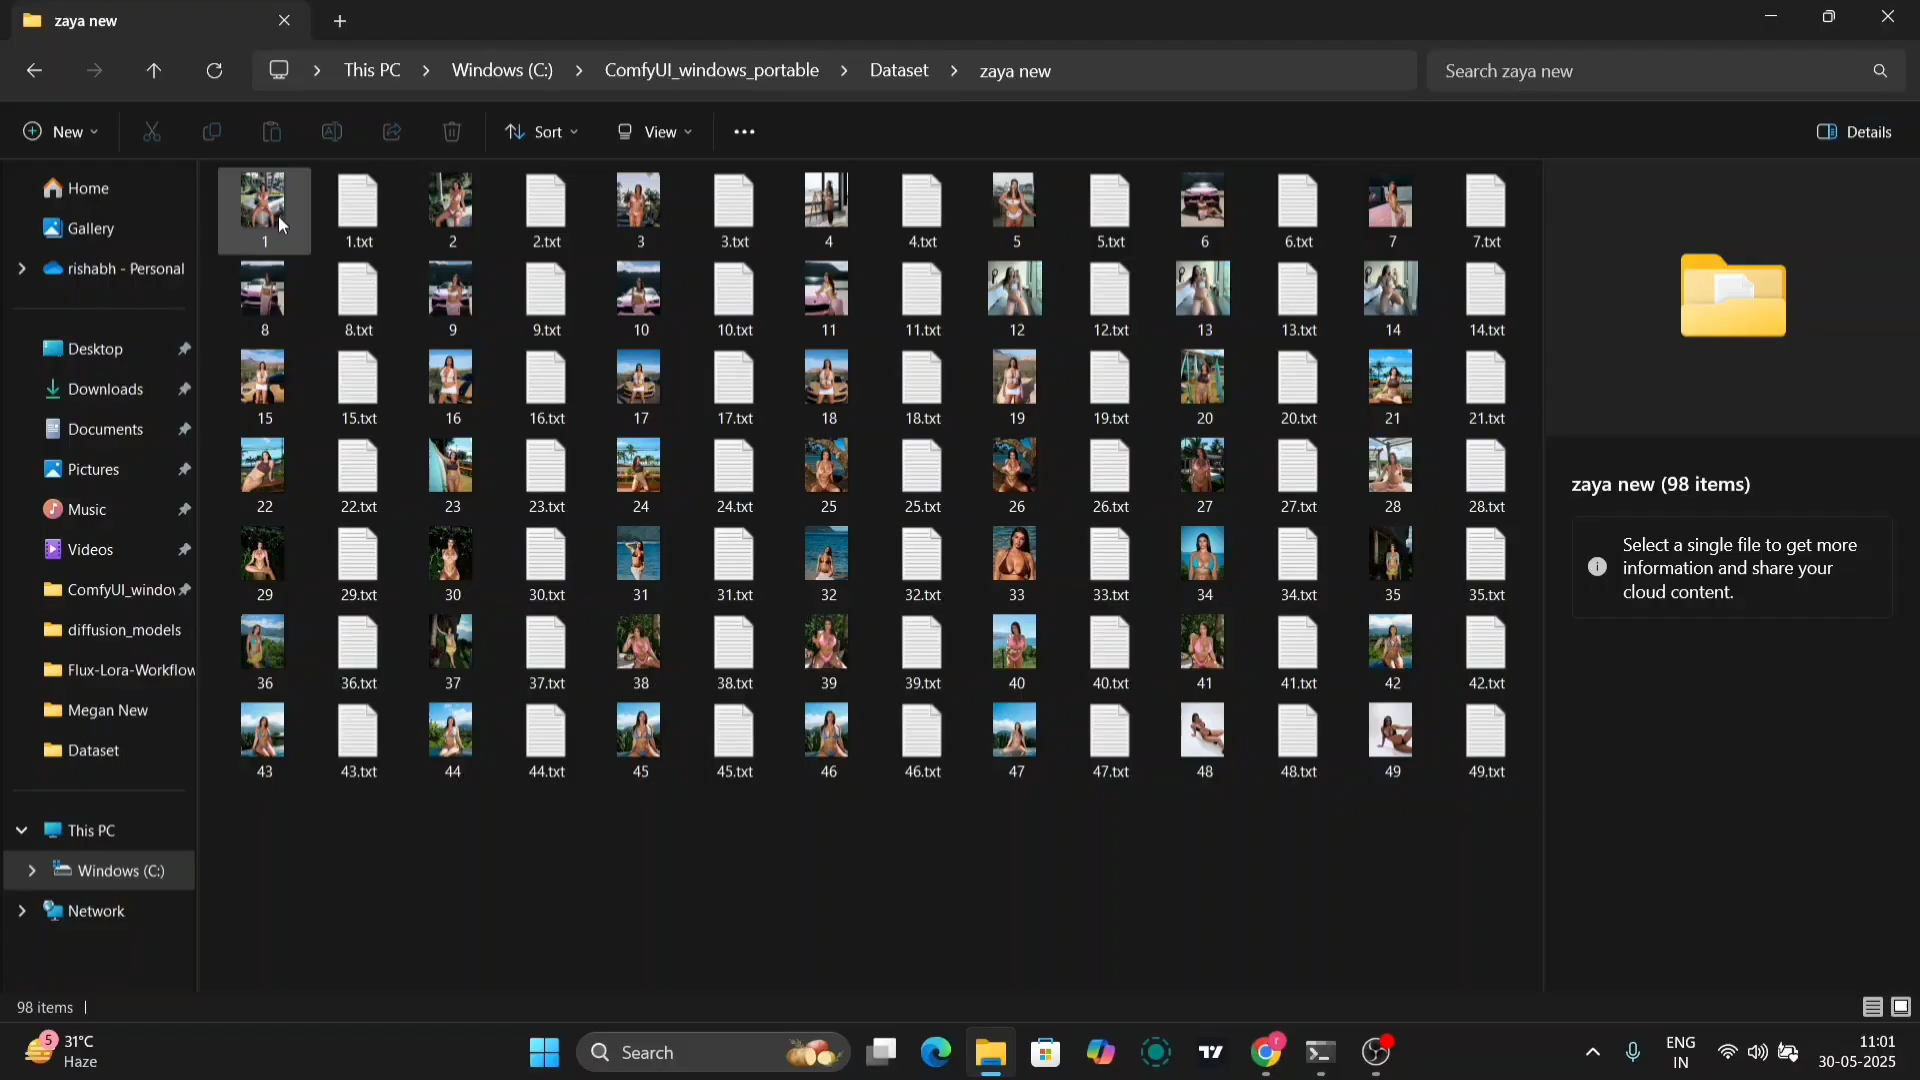 zaya new
This PC
Windows (C:)
ComfyUI_windows_portable
Dataset
zaya new
Search zaya new
New
Sort
View
Details
Home
Gallery
rishabh - Personal
Desktop
Downloads
Documents
Pictures
Music
Videos
ComfyUI_windov
diffusion_models
Flux-Lora-Workflow
Megan New
Dataset
This PC
Windows (C:)
Network
1 1.txt 2 2.txt 3 3.txt 4 4.txt 5 5.txt 6 6.txt 7 7.txt
8 8.txt 9 9.txt 10 10.txt 11 11.txt 12 12.txt 13 13.txt 14 14.txt
15 15.txt 16 16.txt 17 17.txt 18 18.txt 19 19.txt 20 20.txt 21 21.txt
22 22.txt 23 23.txt 24 24.txt 25 25.txt 26 26.txt 27 27.txt 28 28.txt
29 29.txt 30 30.txt 31 31.txt 32 32.txt 33 33.txt 34 34.txt 35 35.txt
36 36.txt 37 37.txt 38 38.txt 39 39.txt 40 40.txt 41 41.txt 42 42.txt
43 43.txt 44 44.txt 45 45.txt 46 46.txt 47 47.txt 48 48.txt 49 49.txt
zaya new (98 items)
Select a single file to get more
information and share your
cloud content.
98 items
5
31°C
Haze
Search
ENG
IN
11:01
30-05-2025